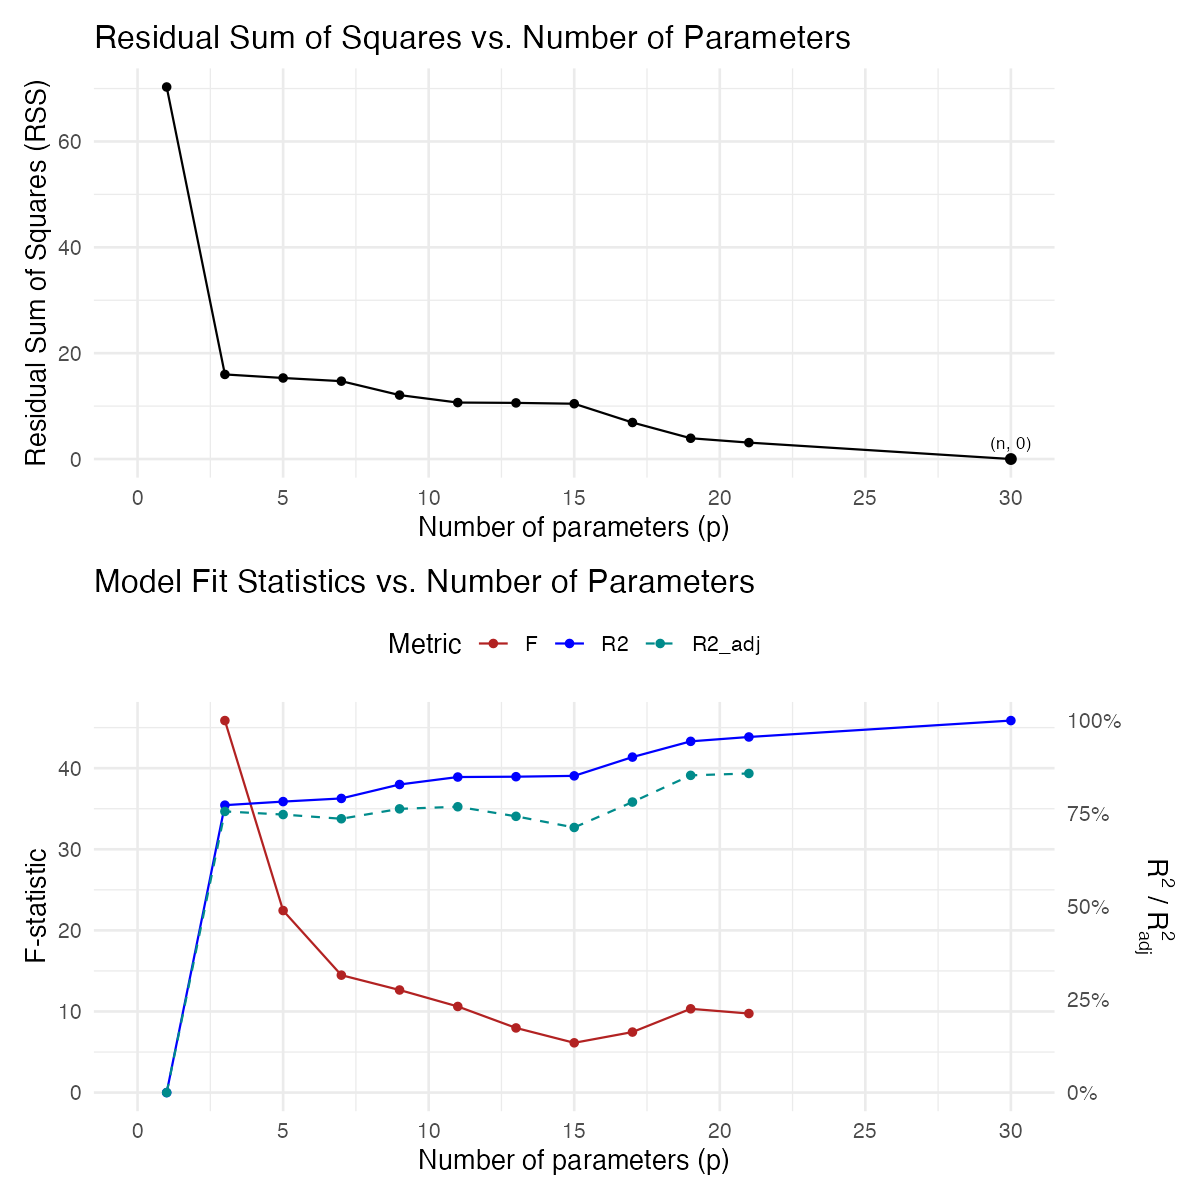 Residual Sum of Squares vs. Number of Parameters
Residual Sum of Squares (RSS)
60
40
20
0
(n, 0)
0 5 10 15 20 25 30
Number of parameters (p)
Model Fit Statistics vs. Number of Parameters
Metric F R2 R2_adj
F-statistic
40
30
20
10
0
100%
75%
50%
25%
0%
R² / R²adj
0 5 10 15 20 25 30
Number of parameters (p)